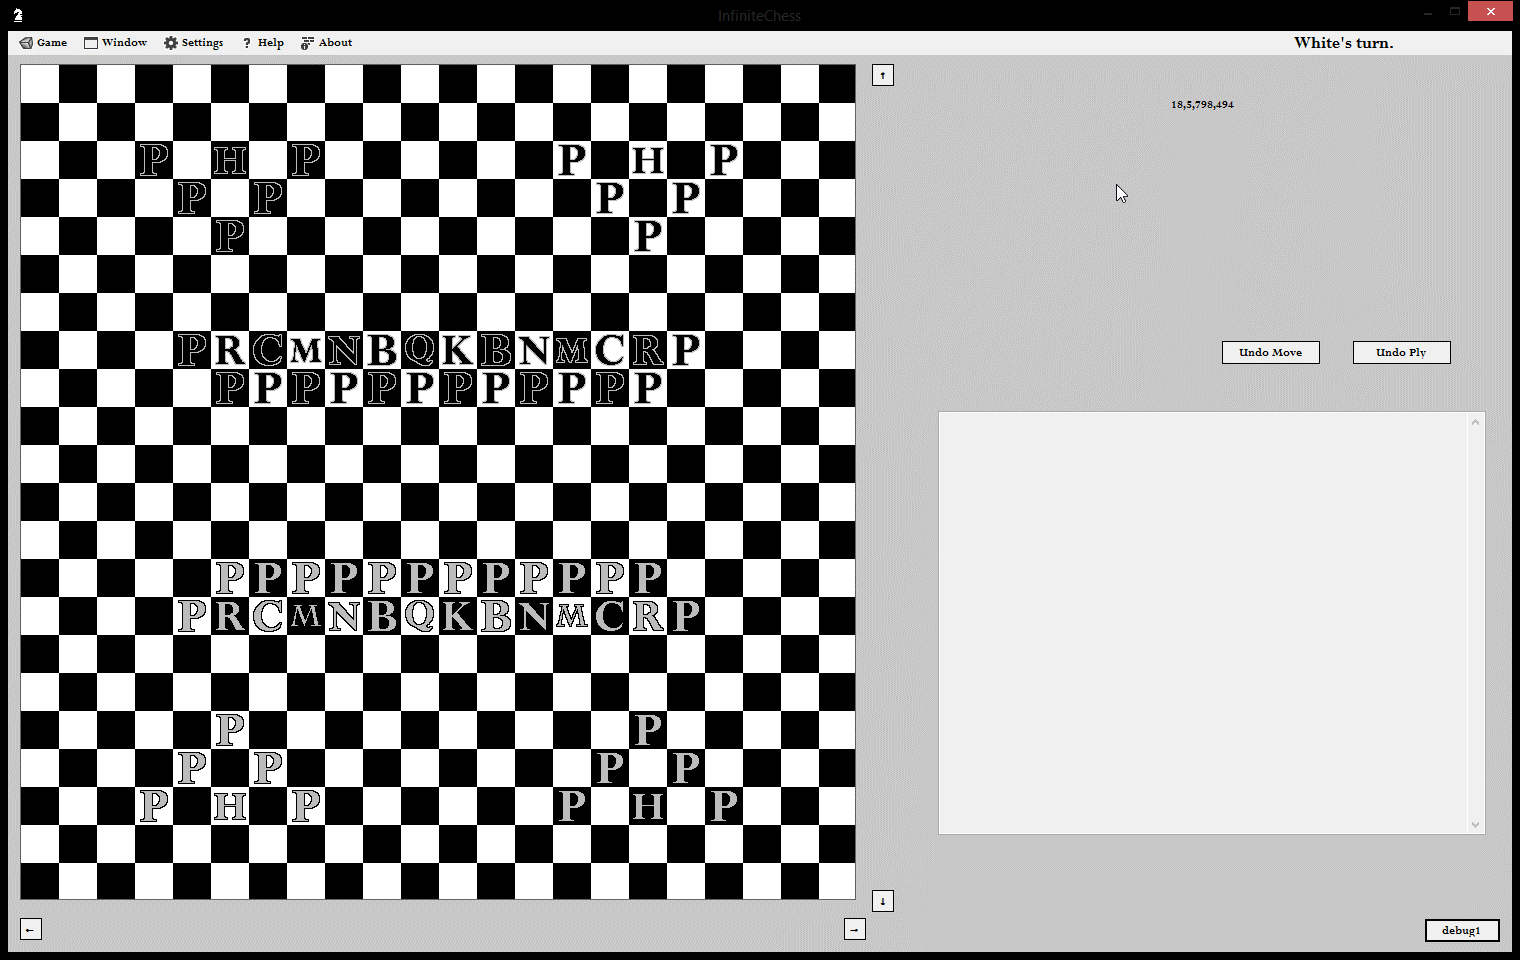 InfiniteChess
Game Window Settings ? Help About White's turn.
↑
18,5,798,494
P H P P H P
P P P P
P P
P R C M N B Q K B N M C R P
P P P P P P P P P P P P
Undo Move Undo Ply
P P P P P P P P P P P P
P R C M N B Q K B N M C R P
P P
P P P P
P H P P H P
↓
← →
debug1